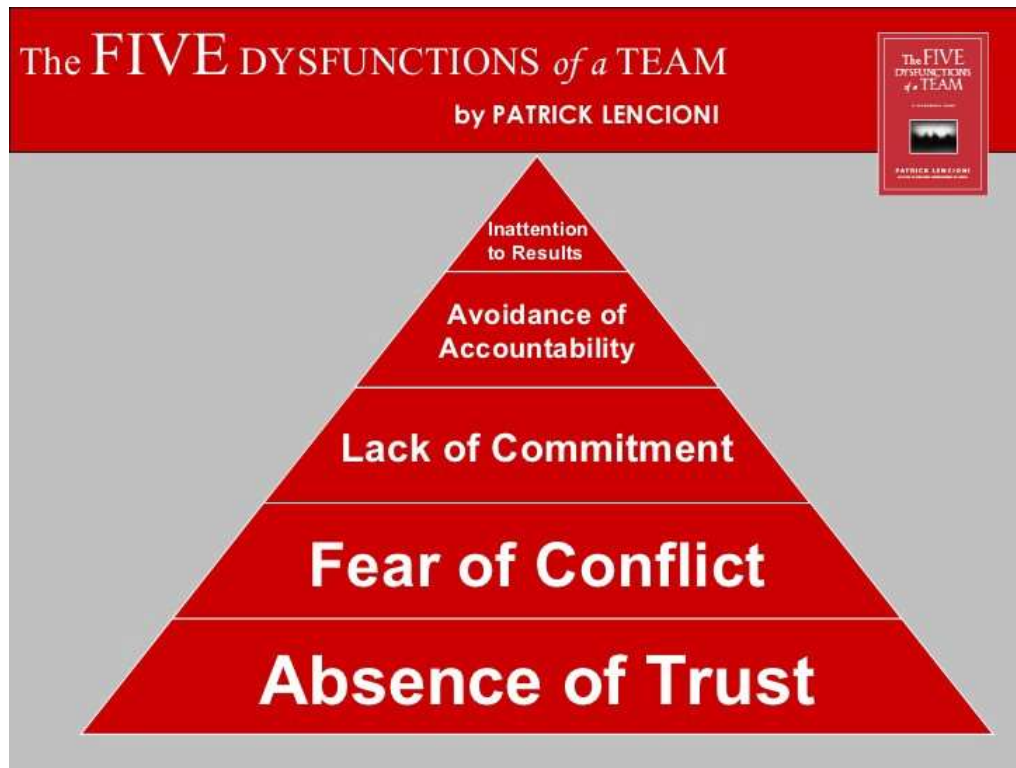 The FIVE DYSFUNCTIONS of a TEAM
by PATRICK LENCIONI
The FIVE
DYSFUNCTIONS
of a TEAM
PATRICK LENCIONI
Inattention
to Results
Avoidance of
Accountability
Lack of Commitment
Fear of Conflict
Absence of Trust